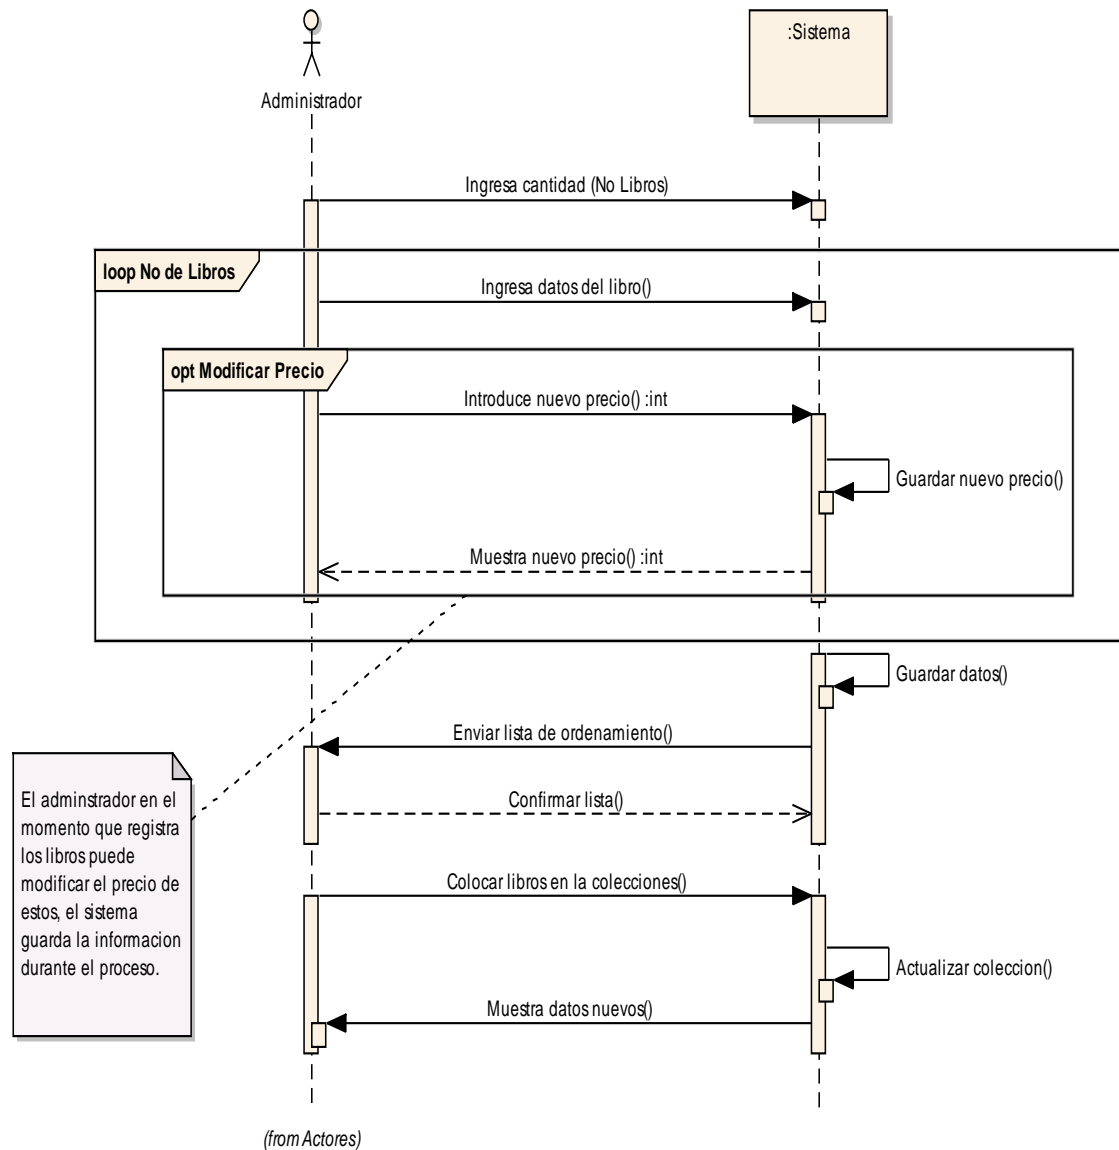 :Sistema
Administrador
Ingresa cantidad (No Libros)
loop No de Libros
Ingresa datos del libro()
opt Modificar Precio
Introduce nuevo precio() :int
Guardar nuevo precio()
Muestra nuevo precio() :int
Guardar datos()
Enviar lista de ordenamiento()
El adminstrador en el
momento que registra
los libros puede
modificar el precio de
estos, el sistema
guarda la informacion
durante el proceso.
Confirmar lista()
Colocar libros en la colecciones()
Actualizar coleccion()
Muestra datos nuevos()
(from Actores)